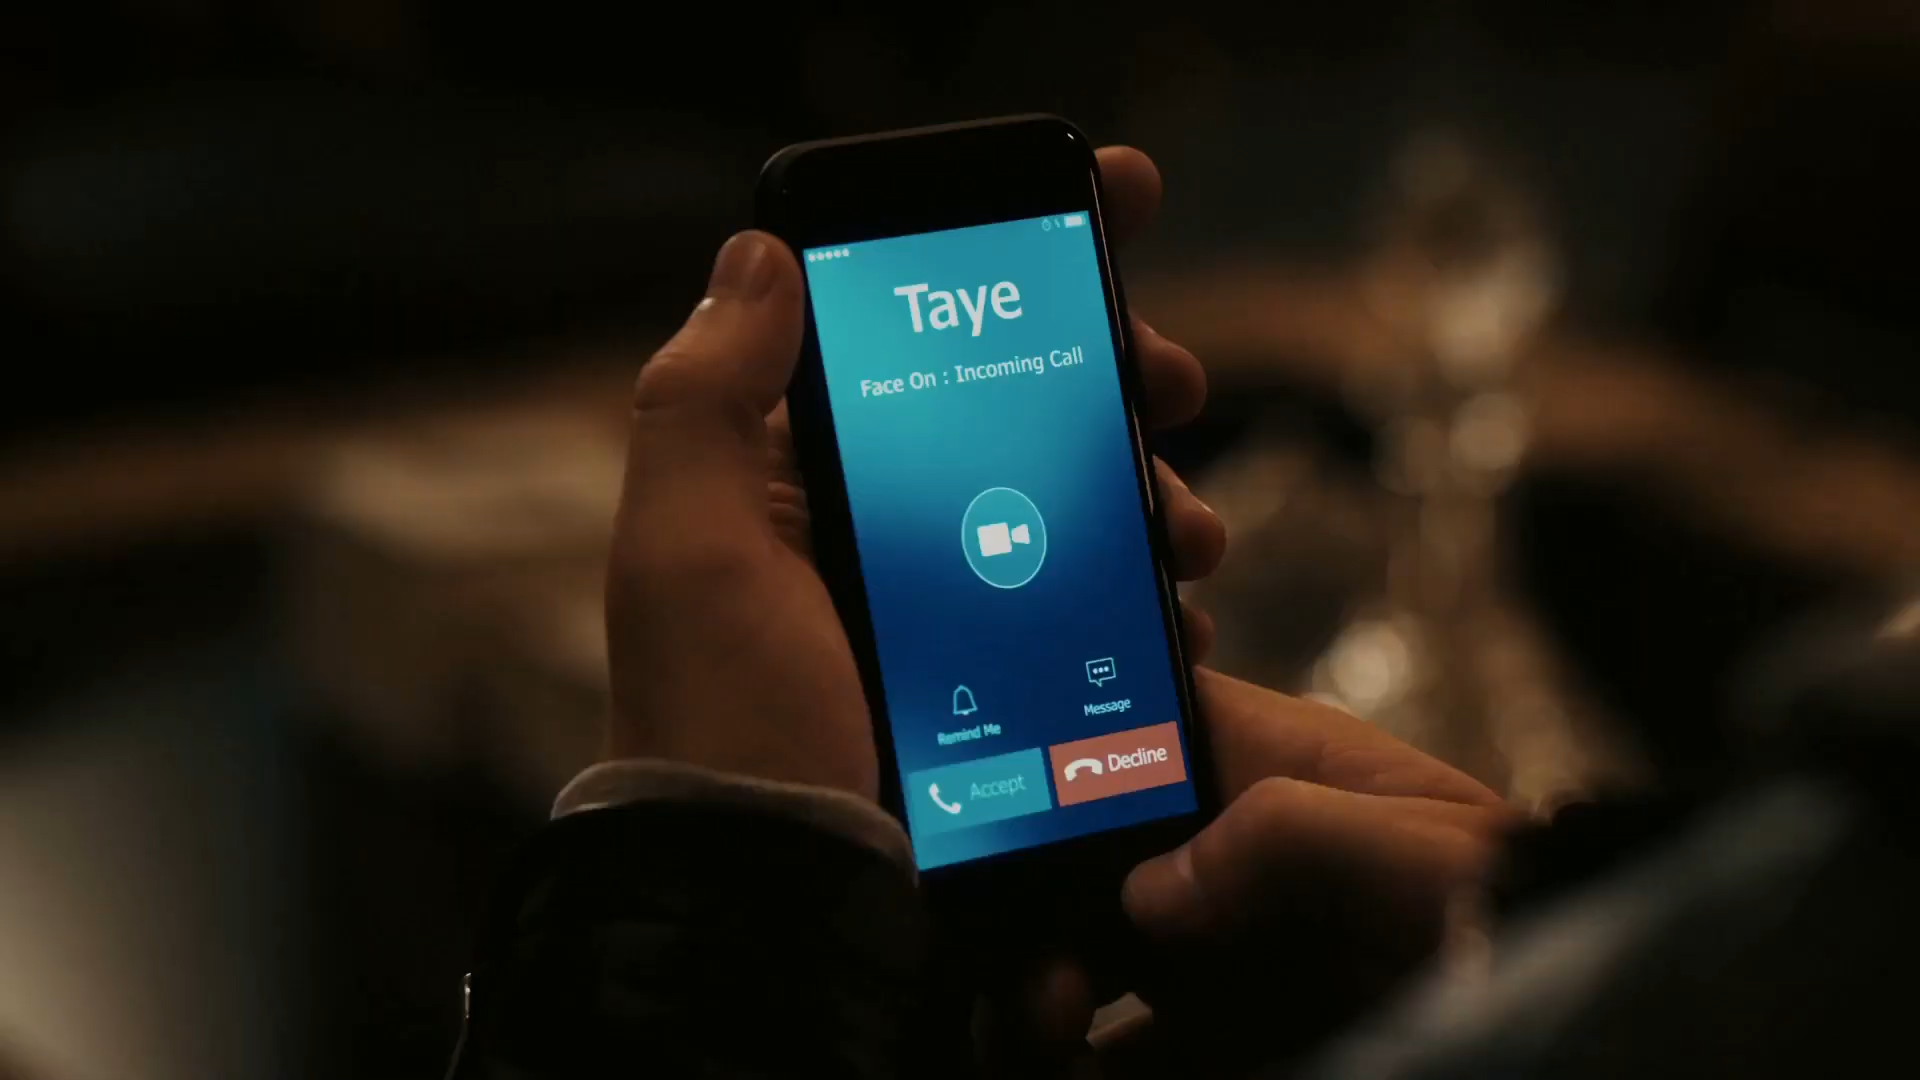 Taye
Face On : Incoming Call
Remind Me
Message
Accept
Decline